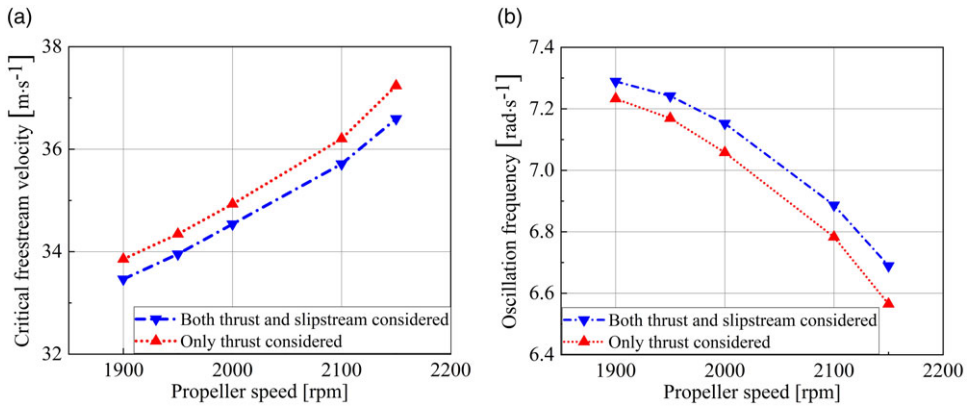 (a)
Critical freestream velocity [m·s⁻¹]
38
36
34
32
1900
2000
2100
2200
Propeller speed [rpm]
Both thrust and slipstream considered
Only thrust considered
(b)
Oscillation frequency [rad·s⁻¹]
7.4
7.2
7.0
6.8
6.6
6.4
1900
2000
2100
2200
Propeller speed [rpm]
Both thrust and slipstream considered
Only thrust considered